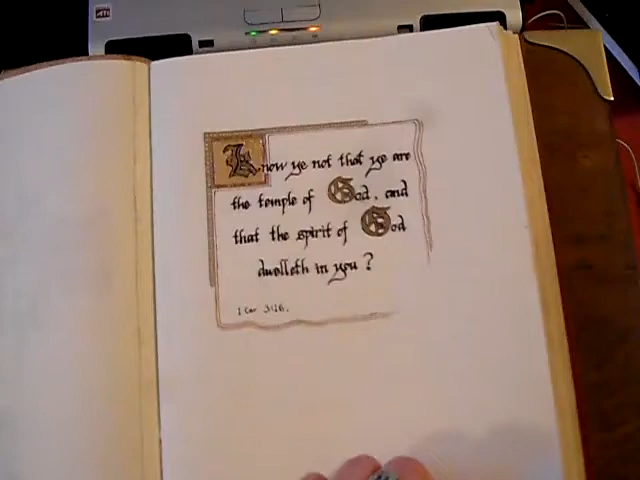 ATI
Know ye not that ye are
the temple of God, and
that the spirit of God
dwelleth in you?
1 Cor 3:16.